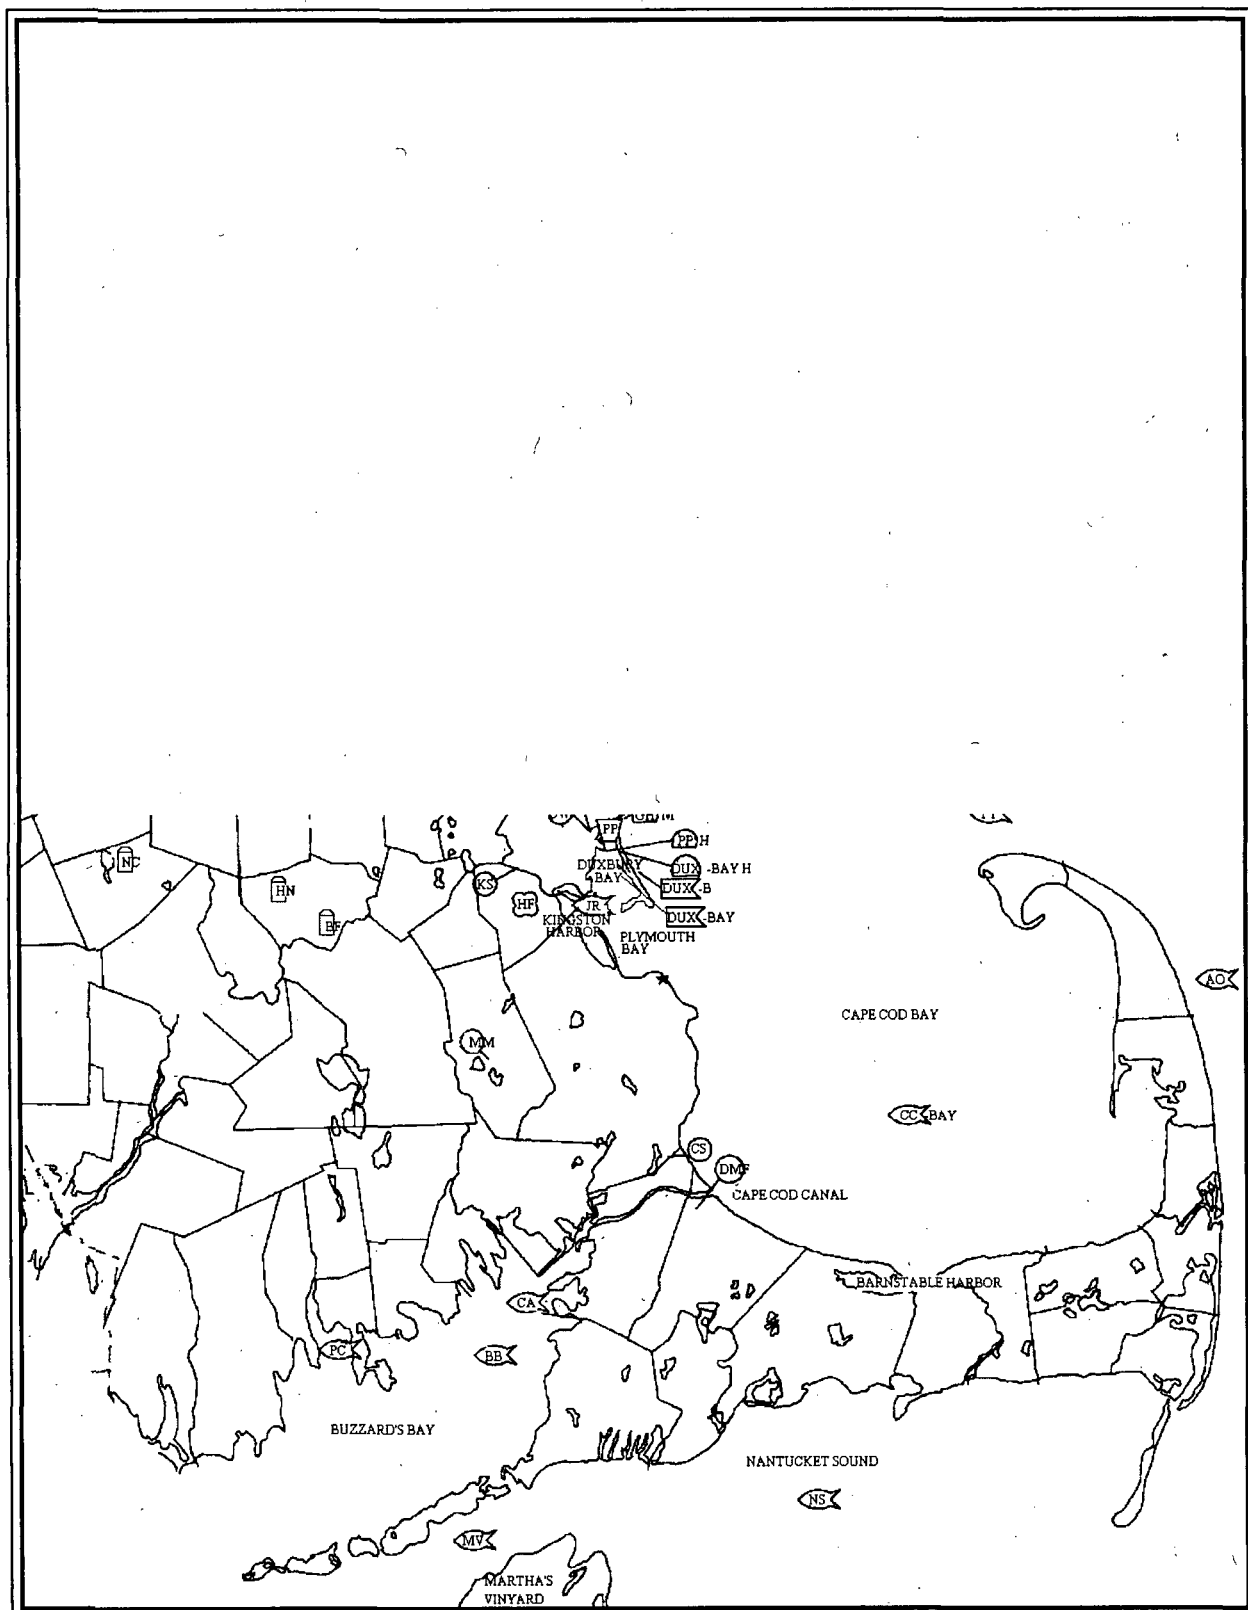 PP
PP-H
NC
DUXBURY
BAY
DUX -BAY H
KS
DUX -B
HN
HF
JR
DUX -BAY
BF
KINGSTON
HARBOR
PLYMOUTH
BAY
AO
CAPE COD BAY
MM
CC-BAY
CS
DMF
CAPE COD CANAL
BARNSTABLE HARBOR
CA
PC
BB
BUZZARD'S BAY
NANTUCKET SOUND
NS
MV
MARTHA'S
VINYARD